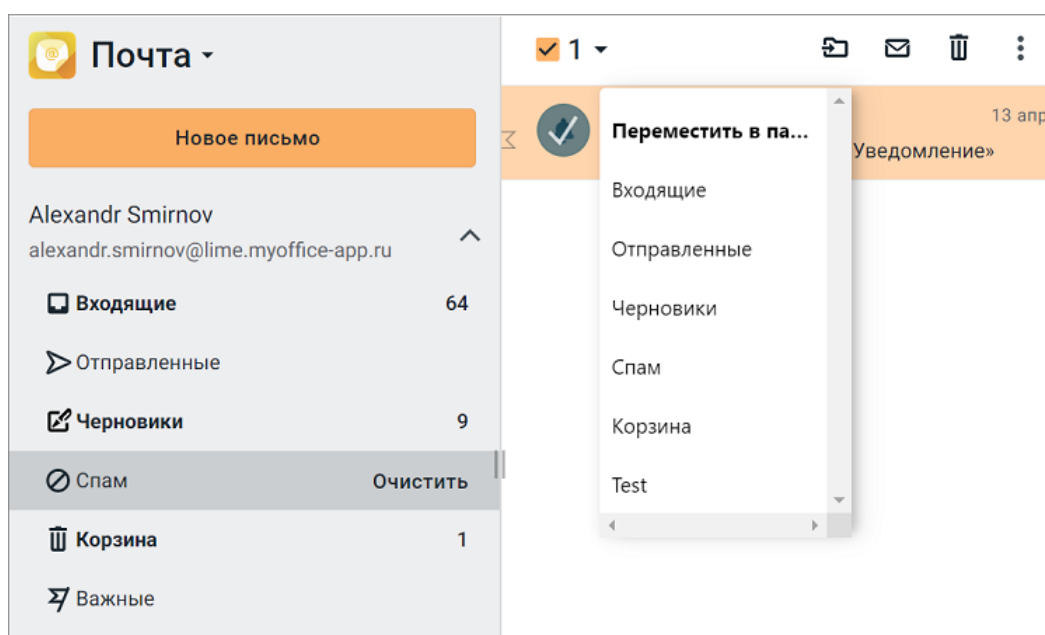 Почта
Новое письмо
Alexandr Smirnov
alexandr.smirnov@lime.myoffice-app.ru
Входящие 64
Отправленные
Черновики 9
Спам Очистить
Корзина 1
Важные
1
13 апр
Уведомление»
Переместить в па...
Входящие
Отправленные
Черновики
Спам
Корзина
Test